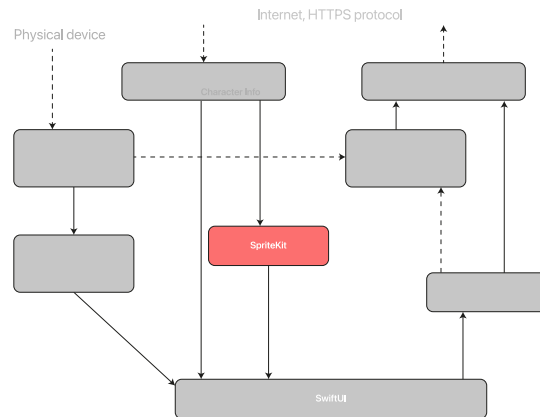 Internet, HTTPS protocol
Physical device
Character Info
SpriteKit
SwiftUI